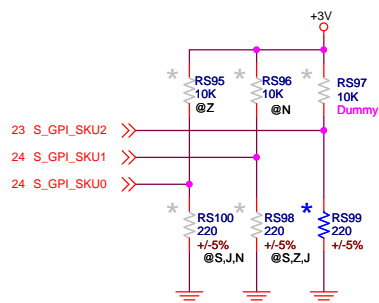 +3V
* RS95
10K
@Z
* RS96
10K
@N
* RS97
10K
Dummy
23 S_GPI_SKU2
24 S_GPI_SKU1
24 S_GPI_SKU0
* RS100
220
+/-5%
@S,J,N
* RS98
220
+/-5%
@S,Z,J
* RS99
220
+/-5%